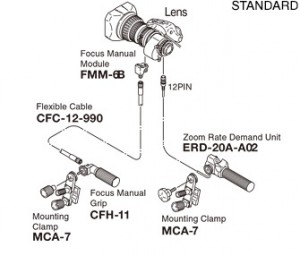 STANDARD
Lens
Focus Manual
Module
FMM-6B
12PIN
Flexible Cable
CFC-12-990
Zoom Rate Demand Unit
ERD-20A-A02
Focus Manual
Grip
CFH-11
Mounting
Clamp
MCA-7
Mounting Clamp
MCA-7